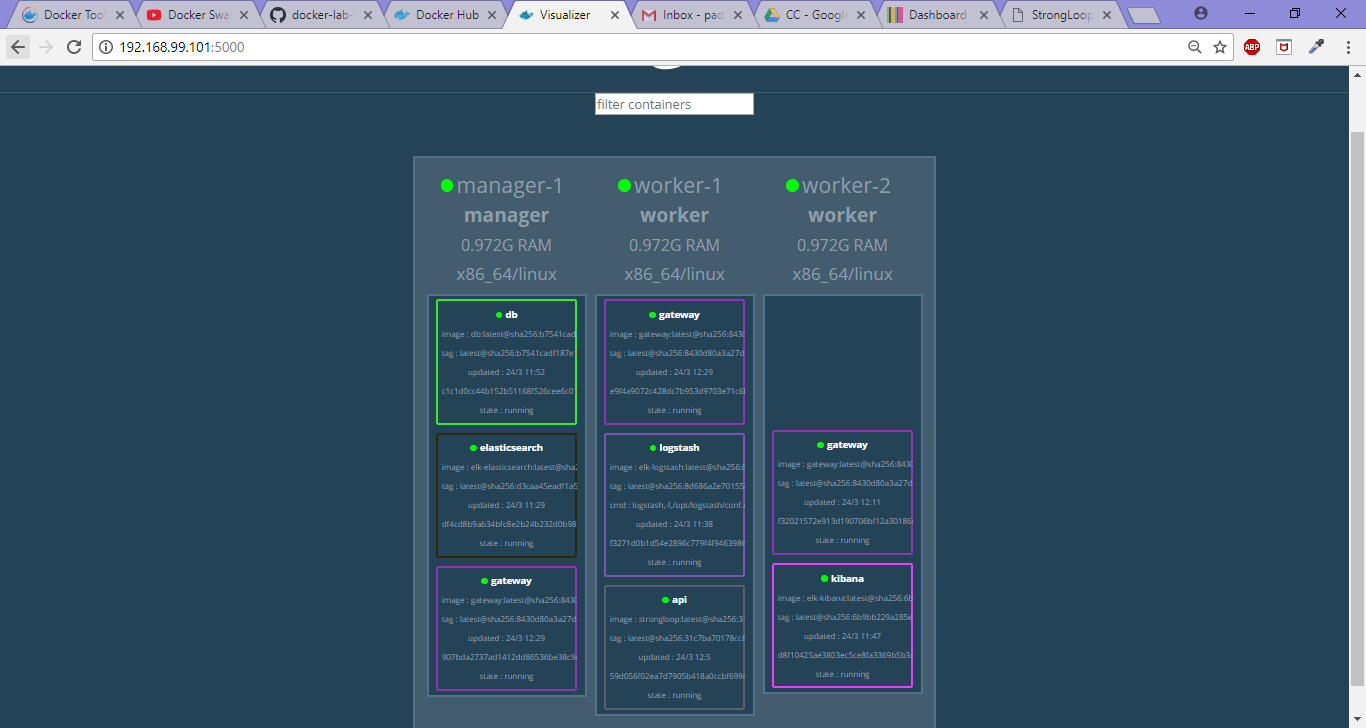 Docker Too
Docker Swa
docker-lab-
Docker Hub
Visualizer
Inbox - pad
CC - Google
Dashboard
StrongLoop
192.168.99.101:5000
ABP
filter containers
manager-1
manager
0.972G RAM
x86_64/linux
db
image : db:latest@sha256:b7541cad
tag : latest@sha256:b7541cadf187e
updated : 24/3 11:52
c1c1d0cc44b152b51168f526cee6c0
state : running
elasticsearch
image : elk-elasticsearch:latest@sha
tag : latest@sha256:d3caa45eadf1a5
updated : 24/3 11:29
df4cd8b9ab34bfc8e2b24b232d0b98
state : running
gateway
image : gateway:latest@sha256:8430
tag : latest@sha256:8430d80a3a27d
updated : 24/3 12:29
907bda2737ad1412dd86536be38c9
state : running
worker-1
worker
0.972G RAM
x86_64/linux
gateway
image : gateway:latest@sha256:8430
tag : latest@sha256:8430d80a3a27d
updated : 24/3 12:29
e9f4a9072c428dc7b953d9703e71c6
state : running
logstash
image : elk-logstash:latest@sha256:8
tag : latest@sha256:8d686a2e70155
cmd : logstash,-f,/opt/logstash/conf.
updated : 24/3 11:38
f3271d0b1d54e2896c779f4f9463986
state : running
api
image : strongloop:latest@sha256:3
tag : latest@sha256:31c7ba70178cc8
updated : 24/3 12:5
59d056f02ea7d7905b418a0ccbf699
state : running
worker-2
worker
0.972G RAM
x86_64/linux
gateway
image : gateway:latest@sha256:8430
tag : latest@sha256:8430d80a3a27d
updated : 24/3 12:11
f32021572e913d190706bf12a30186
state : running
kibana
image : elk-kibana:latest@sha256:6b
tag : latest@sha256:6b9bb229a285e
updated : 24/3 11:47
d8f10425ae3803ec5ce8fa3369b5b3
state : running